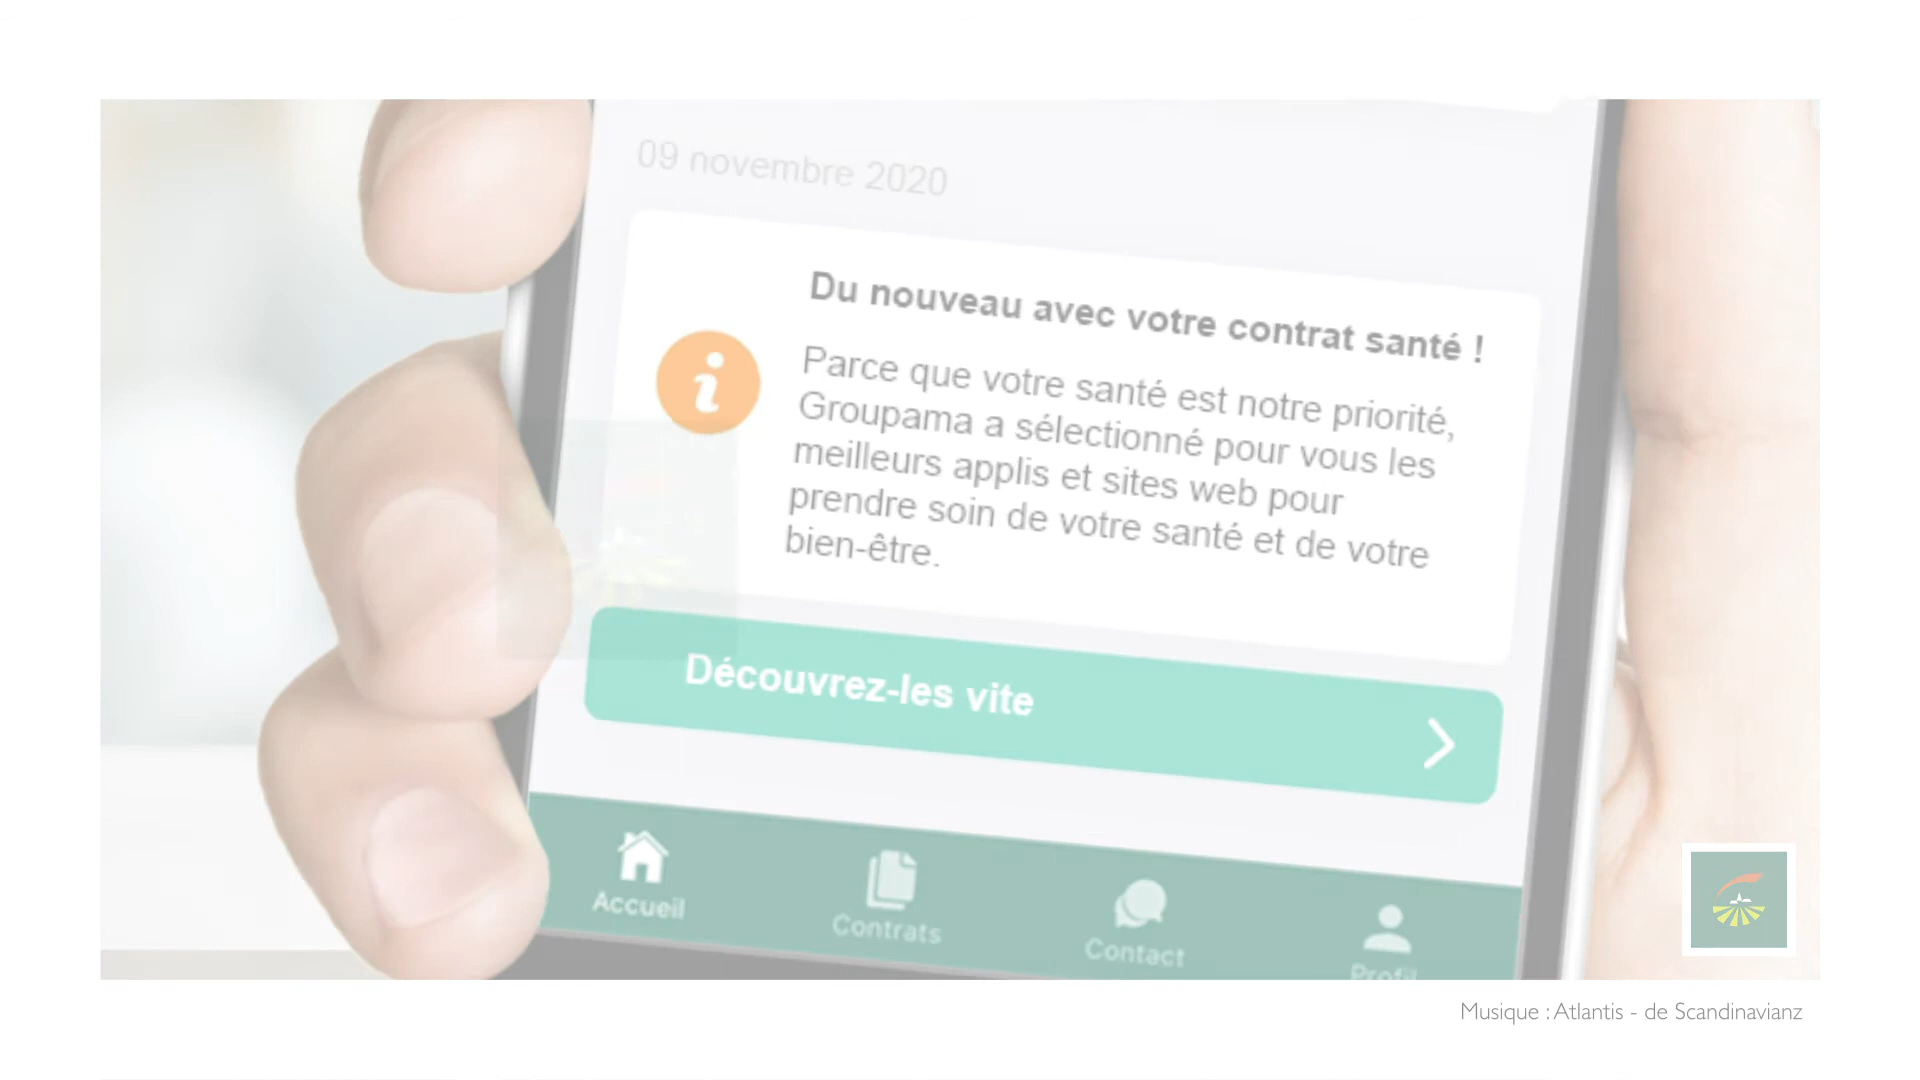 09 novembre 2020
Du nouveau avec votre contrat santé !
Parce que votre santé est notre priorité,
Groupama a sélectionné pour vous les
meilleurs applis et sites web pour
prendre soin de votre santé et de votre
bien-être.
Découvrez-les vite
Accueil
Contrats
Contact
Profil
Musique : Atlantis - de Scandinavianz